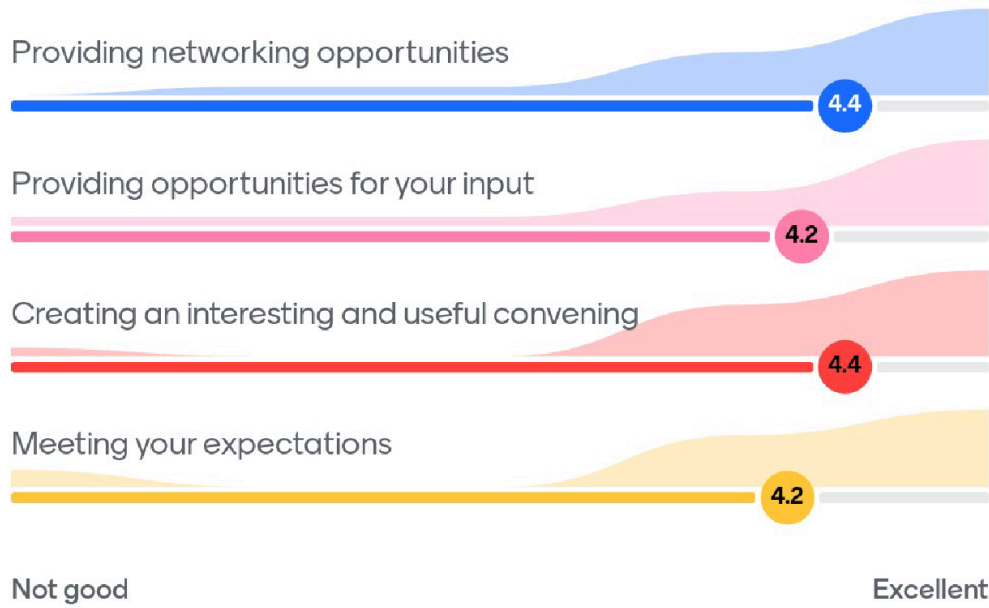 Providing networking opportunities
4.4
Providing opportunities for your input
4.2
Creating an interesting and useful convening
4.4
Meeting your expectations
4.2
Not good
Excellent